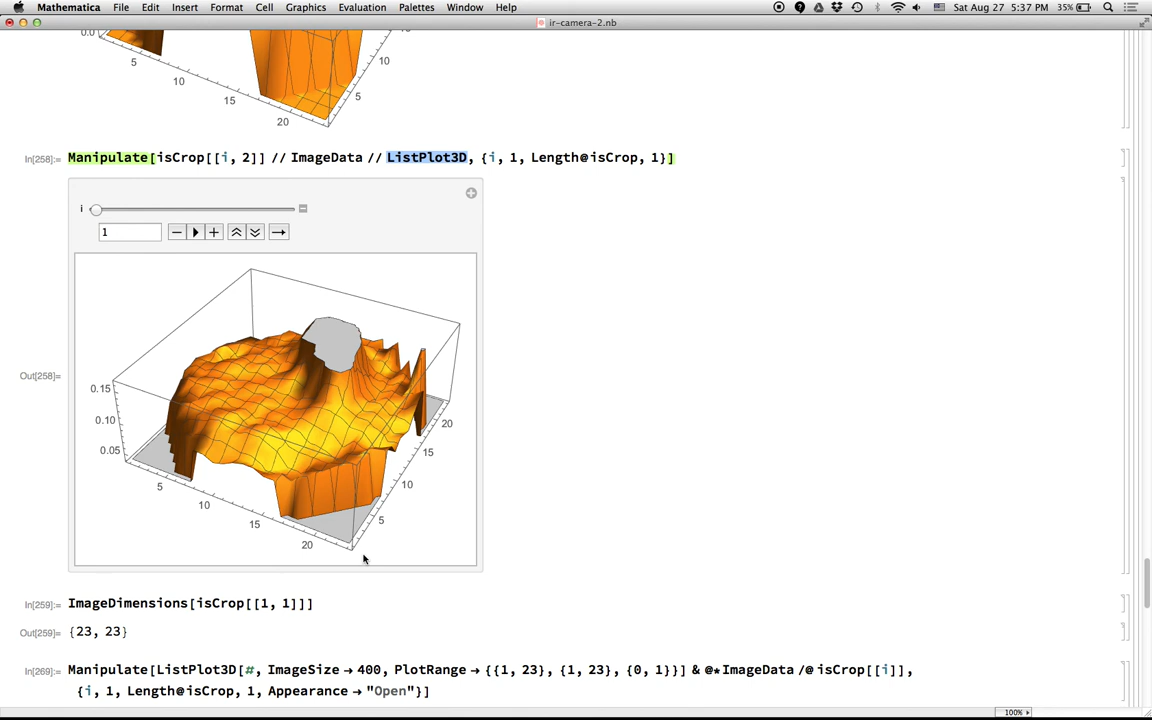 Mathematica File Edit Insert Format Cell Graphics Evaluation Palettes Window Help Sat Aug 27 5:37 PM 35%
ir-camera-2.nb
0.0
5
10
15
20
5
10
In[258]:= Manipulate[isCrop[[i, 2]] // ImageData // ListPlot3D, {i, 1, Length@isCrop, 1}]
i
1
Out[258]=
0.15
0.10
0.05
5
10
15
20
5
10
15
20
In[259]:= ImageDimensions[isCrop[[1, 1]]]
Out[259]= {23, 23}
In[269]:= Manipulate[ListPlot3D[#, ImageSize → 400, PlotRange → {{1, 23}, {1, 23}, {0, 1}}] & @*ImageData /@ isCrop[[i]],
{i, 1, Length@isCrop, 1, Appearance → "Open"}]
100%